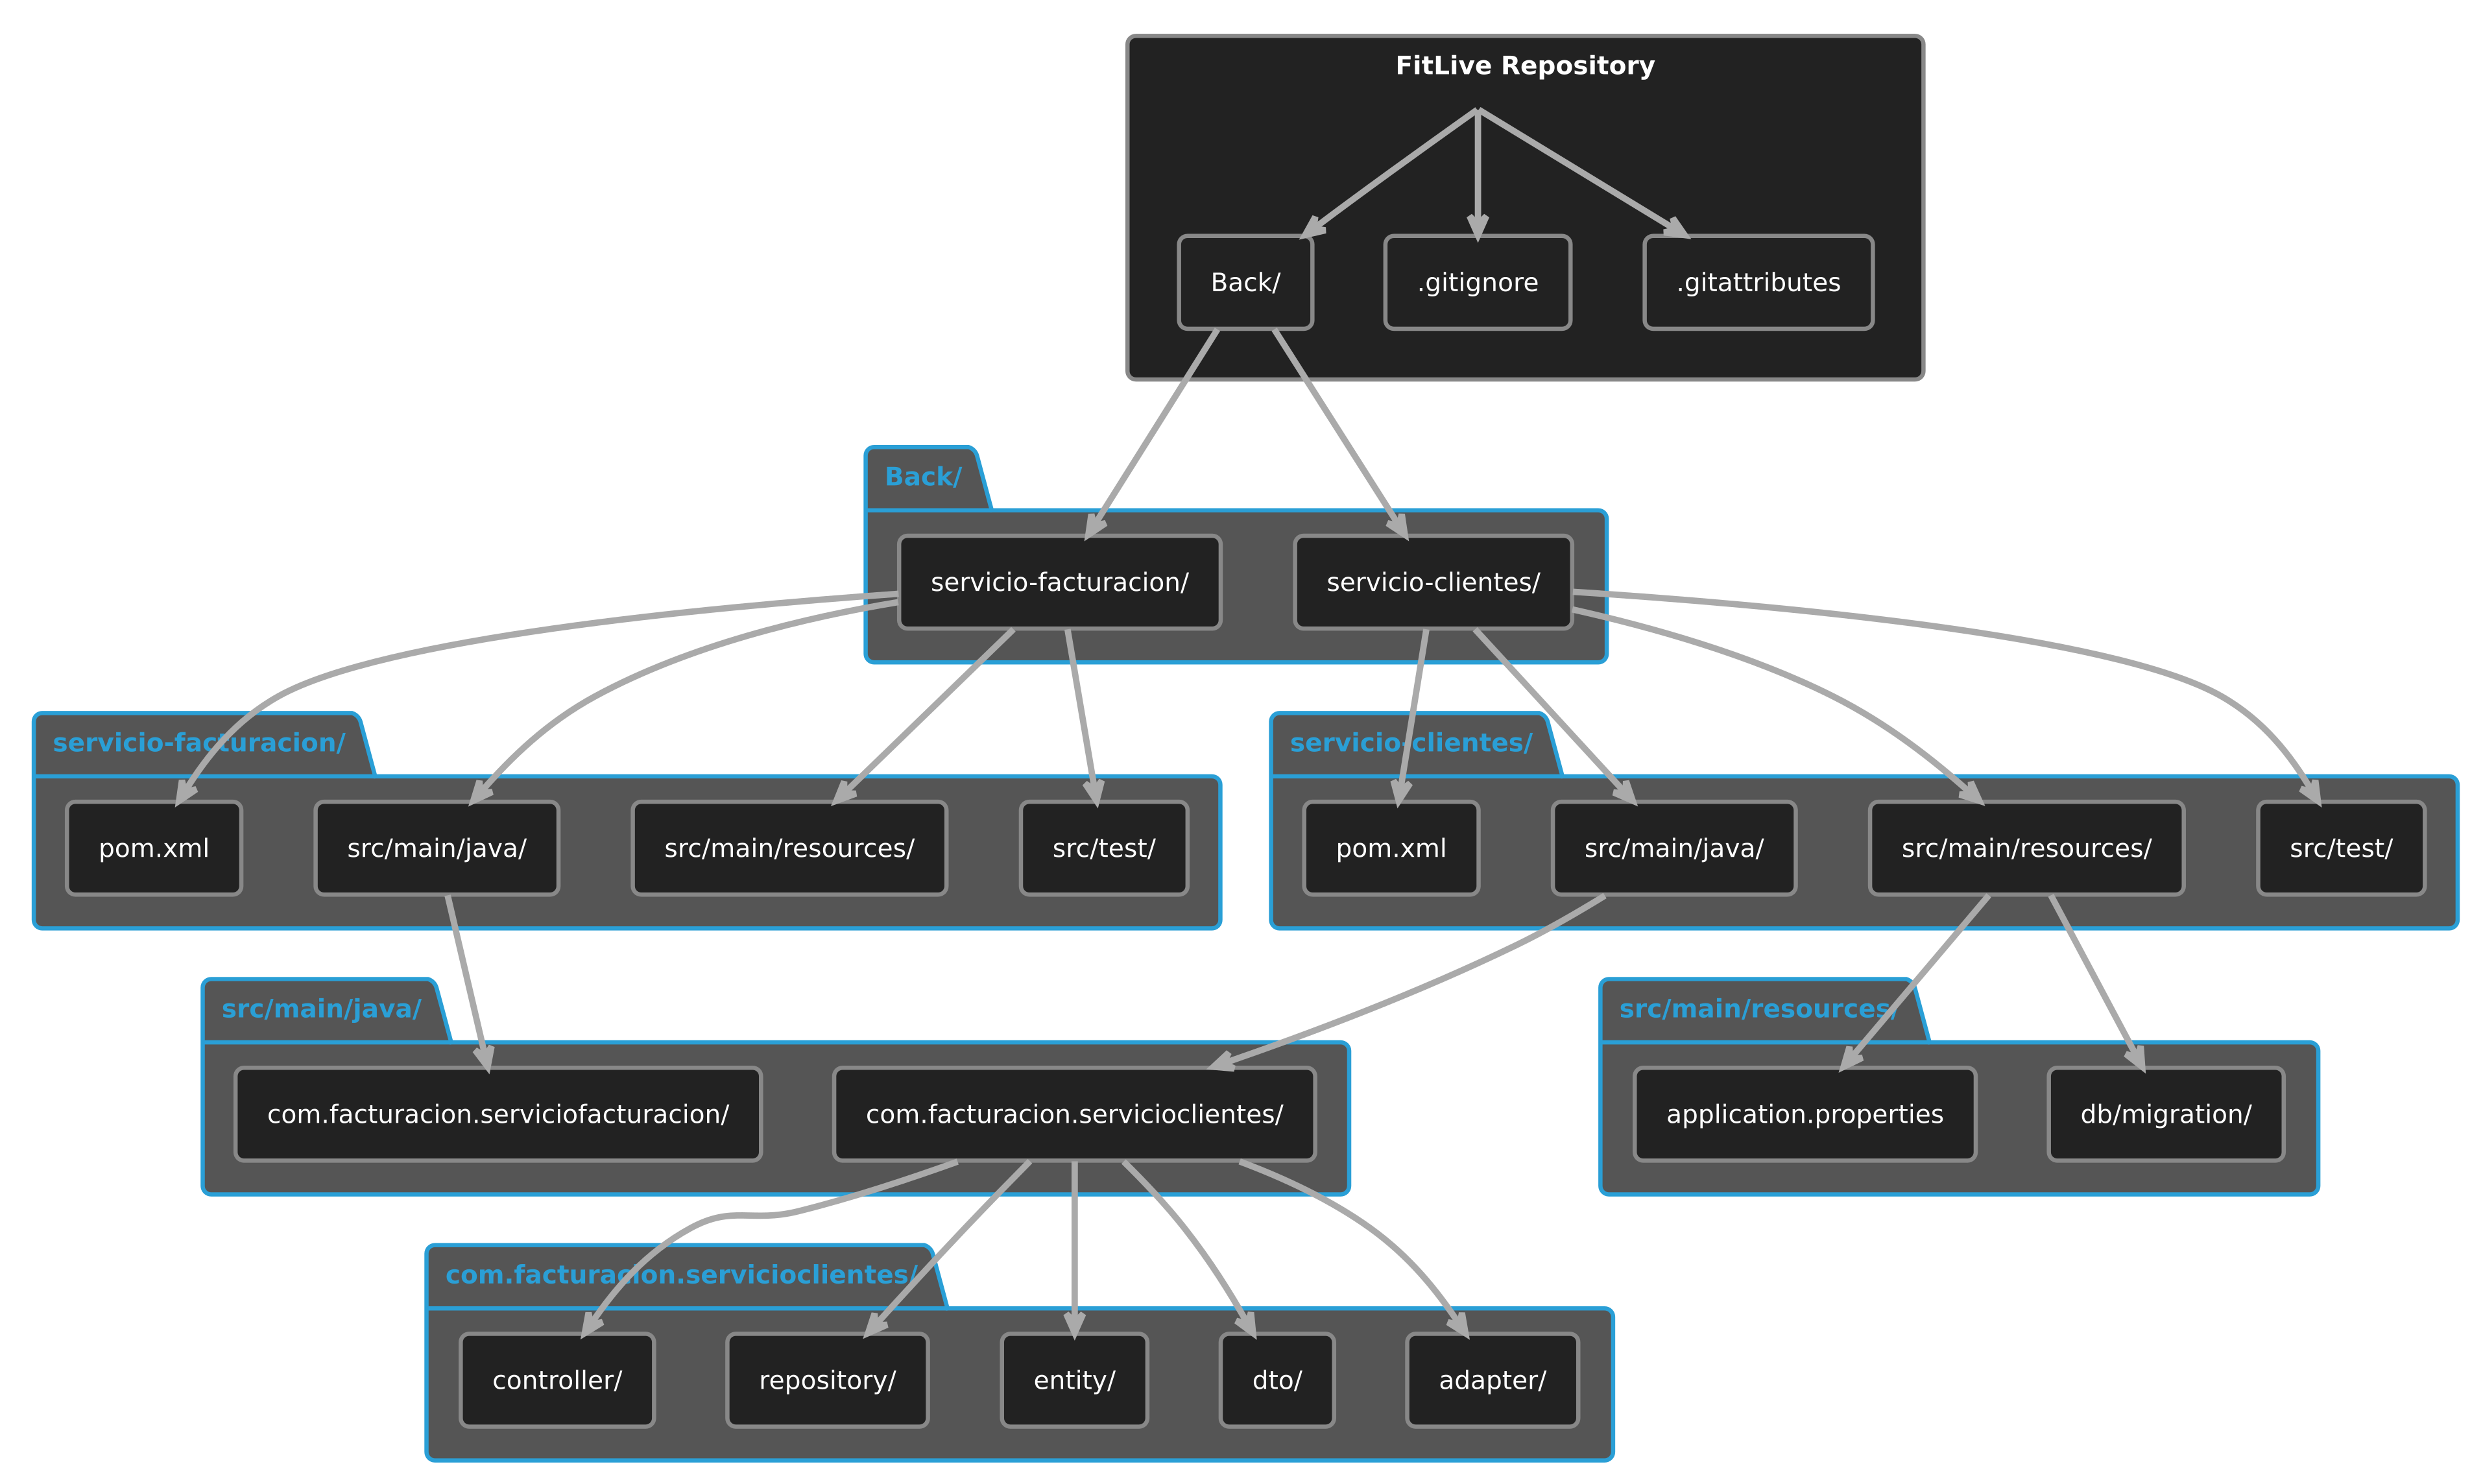 FitLive Repository
Back/
.gitignore
.gitattributes
Back/
servicio-facturacion/
servicio-clientes/
servicio-facturacion/
pom.xml
src/main/java/
src/main/resources/
src/test/
servicio-clientes/
pom.xml
src/main/java/
src/main/resources/
src/test/
src/main/java/
com.facturacion.serviciofacturacion/
com.facturacion.servicioclientes/
src/main/resources/
application.properties
db/migration/
com.facturacion.servicioclientes/
controller/
repository/
entity/
dto/
adapter/